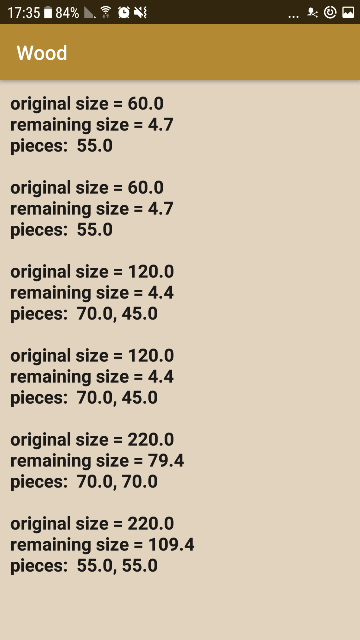 17:35 84% ...
Wood
original size = 60.0
remaining size = 4.7
pieces: 55.0
original size = 60.0
remaining size = 4.7
pieces: 55.0
original size = 120.0
remaining size = 4.4
pieces: 70.0, 45.0
original size = 120.0
remaining size = 4.4
pieces: 70.0, 45.0
original size = 220.0
remaining size = 79.4
pieces: 70.0, 70.0
original size = 220.0
remaining size = 109.4
pieces: 55.0, 55.0